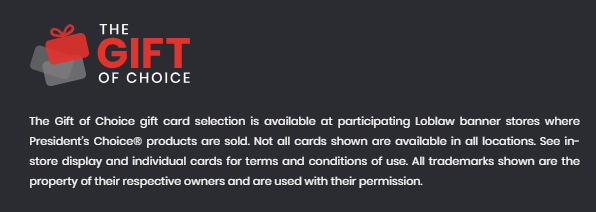 THE
GIFT
OF CHOICE
The Gift of Choice gift card selection is available at participating Loblaw banner stores where
President's Choice® products are sold. Not all cards shown are available in all locations. See in-
store display and individual cards for terms and conditions of use. All trademarks shown are the
property of their respective owners and are used with their permission.